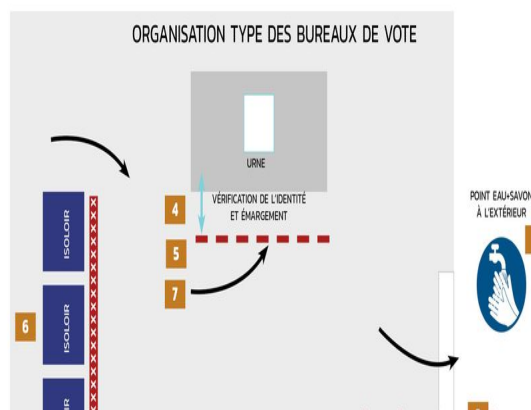 ORGANISATION TYPE DES BUREAUX DE VOTE
URNE
4
VÉRIFICATION DE L'IDENTITÉ
ET ÉMARGEMENT
POINT EAU+SAVON
À L'EXTÉRIEUR
5
7
6
ISOLOIR
ISOLOIR
ISOLOIR